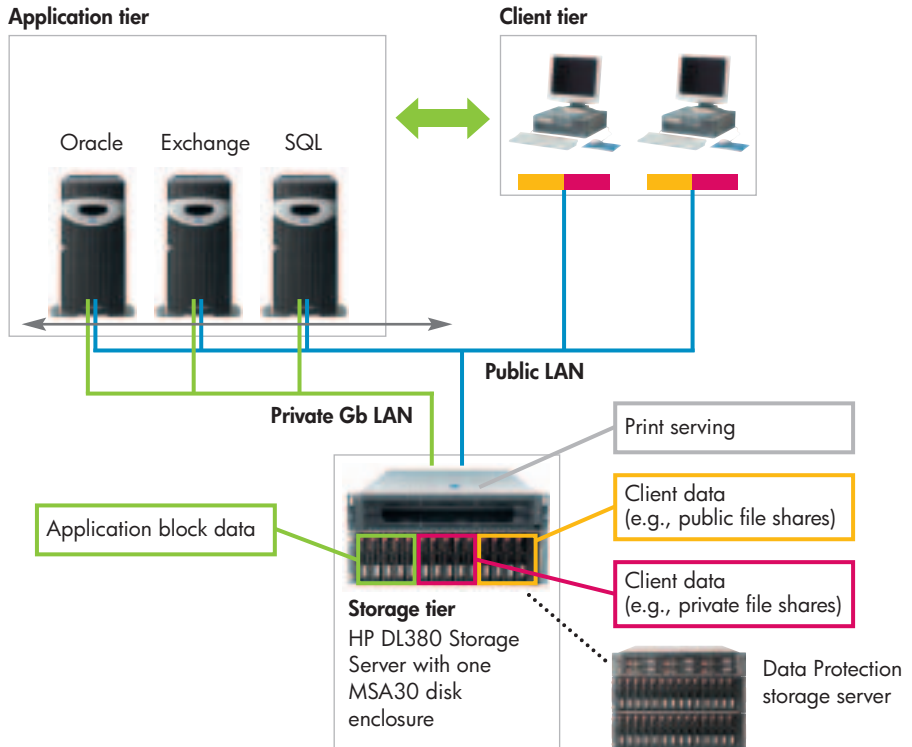 Application tier
Client tier
Oracle
Exchange
SQL
Public LAN
Private Gb LAN
Print serving
Client data
(e.g., public file shares)
Application block data
Client data
(e.g., private file shares)
Storage tier
HP DL380 Storage
Server with one
MSA30 disk
enclosure
Data Protection
storage server